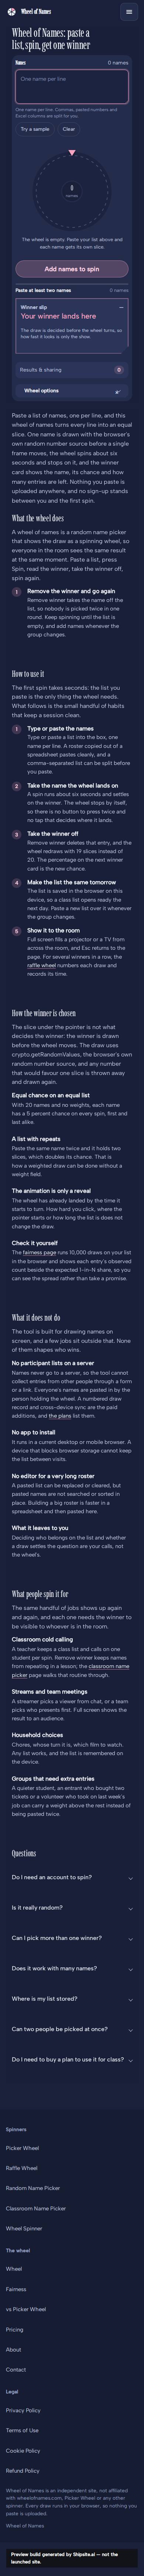 Wheel of Names
Wheel of Names: paste a
list, spin, get one winner
Names
0 names
One name per line
One name per line. Commas, pasted numbers and
Excel columns are split for you.
Try a sample
Clear
0
names
The wheel is empty. Paste your list above and
each name gets its own slice.
Add names to spin
Paste at least two names
0 names
Winner slip
Your winner lands here
The draw is decided before the wheel turns, so
how fast it looks is only the show.
Results & sharing
0
Wheel options
Paste a list of names, one per line, and this
wheel of names turns every line into an equal
slice. One name is drawn by the browser's
own random number source before a single
frame moves, the wheel spins about six
seconds and stops on it, and the winner
keeps the name, its chance and how
many entries are left. Nothing you paste is
uploaded anywhere, and no sign-up stands
between you and the first spin.
What the wheel does
A wheel of names is a random name picker
that shows the draw as a spinning wheel, so
everyone in the room sees the same result
at the same moment. Paste a list, press
Spin, read the winner, take the winner off,
spin again.
1
Remove the winner and go again
Remove winner takes the name off the
list, so nobody is picked twice in one
round. Keep spinning until the list is
empty, and add names whenever the
group changes.
How to use it
The first spin takes seconds: the list you
paste is the only thing the wheel needs.
What follows is the small handful of habits
that keep a session clean.
1
Type or paste the names
Type or paste a list into the box, one
name per line. A roster copied out of a
spreadsheet pastes cleanly, and a
comma-separated list can be split before
you paste.
2
Take the name the wheel lands on
A spin runs about six seconds and settles
on the winner. The wheel stops by itself,
so there is no button to press twice and
no tap that decides where it lands.
3
Take the winner off
Remove winner deletes that entry, and the
wheel redraws with 19 slices instead of
20. The percentage on the next winner
card is the new chance.
4
Make the list the same tomorrow
The list is saved in the browser on this
device, so a class list typed once is ready the
next day. Paste a new list over it whenever
the group changes.
5
Show it to the room
Full screen fills a projector or a TV from
across the room, and Esc returns to the
page. For several winners in a row, the
raffle wheel numbers each draw and
records its time.
How the winner is chosen
The slice under the pointer is not what
decides the winner: the winner is drawn
before the wheel moves. The draw uses
crypto.getRandomValues, the browser's own
random number source, and any number
that would favour one slice is thrown away
and drawn again.
Equal chance on an equal list
With 20 names and no weights, each name
has a 5 percent chance on every spin, first and
last alike.
A list with repeats
Paste the same name twice and it holds two
slices, which doubles its chance. That is
how a weighted draw can be done without a
weight field.
The animation is only a reveal
The wheel has already landed by the time it
starts to turn. How hard you click, where the
pointer starts or how long the list is does not
change the draw.
Check it yourself
The fairness page runs 10,000 draws on your list
in the browser and shows each entry's observed
count beside the expected 1-in-N share, so you
can see the spread rather than take a promise.
What it does not do
The tool is built for drawing names on
screen, and a few jobs sit outside that. None
of them changes who wins.
No participant lists on a server
Names never go to a server, so the tool cannot
collect entries from other people through a form
or a link. Everyone's names are pasted in by the
person holding the wheel. A numbered draw
record and cross-device sync are the paid
additions, and the plans list them.
No app to install
It runs in a current desktop or mobile browser. A
device that blocks browser storage cannot keep
the list between visits.
No editor for a very long roster
A pasted list can be replaced or cleared, but
pasted names are not searched or sorted in
place. Building a big roster is faster in a
spreadsheet and then pasted here.
What it leaves to you
Deciding who belongs on the list and whether
a draw settles the question are your calls, not
the wheel's.
What people spin it for
The same handful of jobs shows up again
and again, and each one needs the method to
be visible to whoever is in the room.
Classroom cold calling
A teacher pastes a class list and calls on one
student per spin. Remove winner keeps names
from repeating in a lesson; the classroom name
picker page walks that routine through.
Streams and team meetings
A streamer picks a viewer from chat, or a team
picks who presents first. Full screen shows the
result to an audience.
Household choices
Chores, whose turn it is, which film to watch.
Any list works, and the list is remembered on
the device.
Groups that need extra entries
A quieter student, an entrant who bought two
tickets or a volunteer who took on last week's
job can carry a weight above the rest instead of
being pasted twice.
Questions
Do I need an account to spin?
Is it really random?
Can I pick more than one winner?
Does it work with many names?
Where is my list stored?
Can two people be picked at once?
Do I need to buy a plan to use it for class?
Spinners
Picker Wheel
Raffle Wheel
Random Name Picker
Classroom Name Picker
Wheel Spinner
The wheel
Wheel
Fairness
vs Picker Wheel
Pricing
About
Contact
Legal
Privacy Policy
Terms of Use
Cookie Policy
Refund Policy
Wheel of Names is an independent site, not affiliated
with wheelofnames.com, Picker Wheel or any other
spinner. Every draw runs in your browser, so nothing you
paste is uploaded.
Wheel of Names
Preview build generated by Shipsite.ai — not the
launched site.